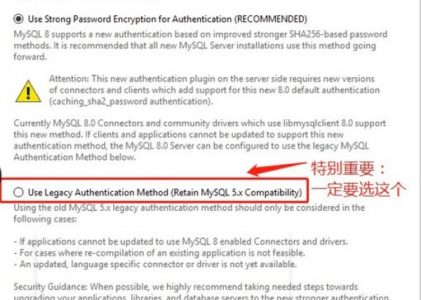 Use Strong Password Encryption for Authentication (RECOMMENDED)
MySQL 8 supports a new authentication based on improved stronger SHA256-based password
methods. It is recommended that all new MySQL Server installations use this method going
forward.
Attention: This new authentication plugin on the server side requires new versions
of connectors and clients which add support for this new 8.0 default authentication
(caching_sha2_password authentication).
Currently MySQL 8.0 Connectors and community drivers which use libmysqlclient 8.0 support
this new method. If clients and applications cannot be updated to support this new
authentication method, the MySQL 8.0 Server can be configured to use the legacy MySQL
Authentication Method below.
特别重要：
一定要选这个
Use Legacy Authentication Method (Retain MySQL 5.x Compatibility)
Using the old MySQL 5.x legacy authentication method should only be considered in the
following cases:
- If applications cannot be updated to use MySQL 8 enabled Connectors and drivers.
- For cases where re-compilation of an existing application is not feasible.
- An updated, language specific connector or driver is not yet available.
Security Guidance: When possible, we highly recommend taking needed steps towards
upgrading your applications, libraries, and database servers to the new stronger authentication.